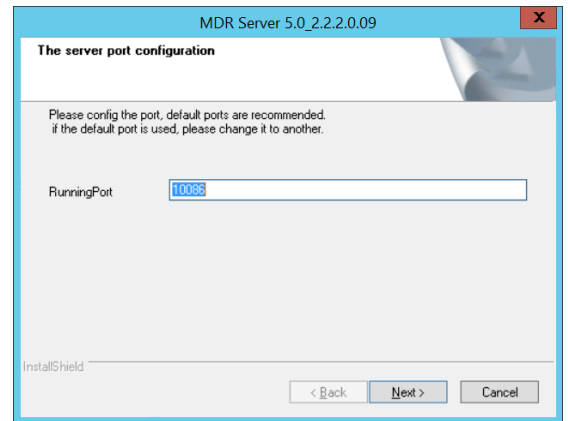 MDR Server 5.0_2.2.2.0.09
x
The server port configuration
Please config the port, default ports are recommended.
if the default port is used, please change it to another.
RunningPort 10086
InstallShield
< Back Next > Cancel